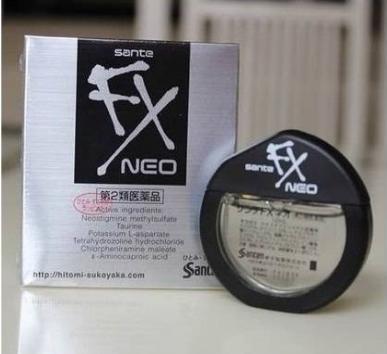 sante
FX
NEO
第2類医薬品
Active ingredients:
Neostigmine methylsulfate
Taurine
Potassium L-aspartate
Tetrahydrozoline hydrochloride
Chlorpheniramine maleate
ε-Aminocaproic acid
http://hitomi-sukoyaka.com
Santen
sante
FX
NEO
Santen